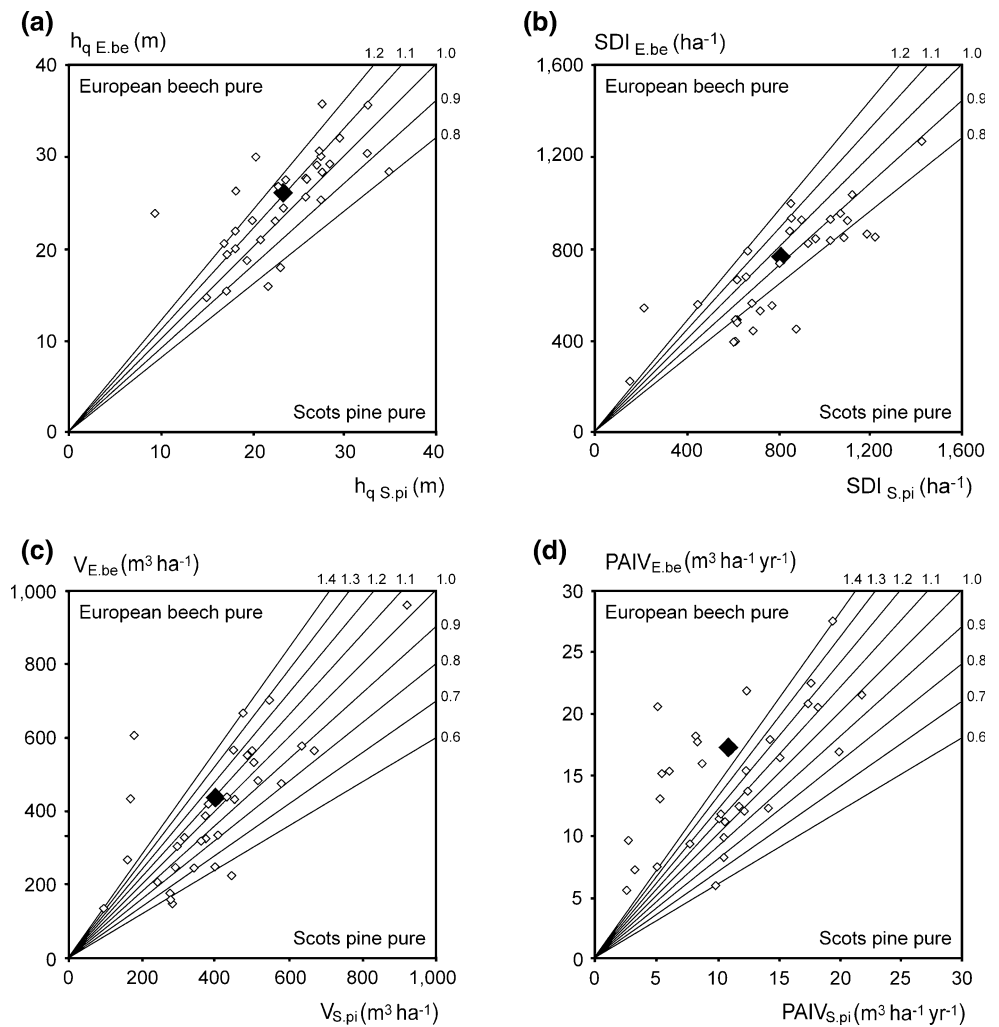 (a)
h q E.be (m)
1.2 1.1 1.0
40
European beech pure
0.9
0.8
30
20
10
0
Scots pine pure
0 10 20 30 40
h q S.pi (m)
(b)
SDI E.be (ha-1)
1.2 1.1 1.0
1,600
European beech pure
0.9
0.8
1,200
800
400
0
Scots pine pure
0 400 800 1,200 1,600
SDI S.pi (ha-1)
(c)
V E.be (m3 ha-1)
1.4 1.3 1.2 1.1 1.0
1,000
European beech pure
0.9
800
0.8
0.7
600
0.6
400
200
0
Scots pine pure
0 200 400 600 800 1,000
V S.pi (m3 ha-1)
(d)
PAIV E.be (m3 ha-1 yr-1)
1.4 1.3 1.2 1.1 1.0
30
European beech pure
0.9
25
0.8
0.7
20
0.6
15
10
5
0
Scots pine pure
0 5 10 15 20 25 30
PAIV S.pi (m3 ha-1 yr-1)